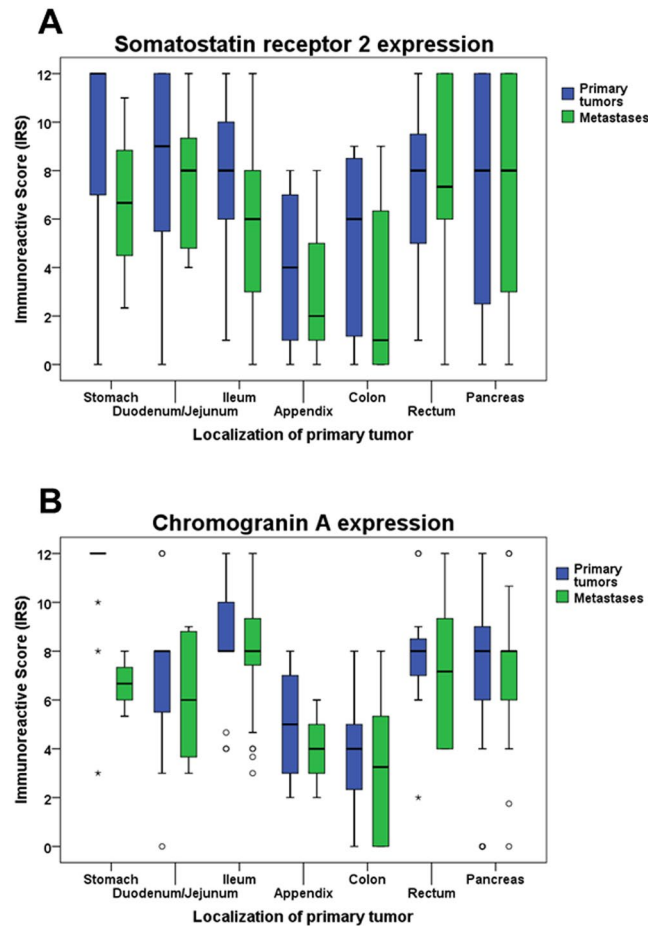 A
Somatostatin receptor 2 expression
Immunoreactive Score (IRS)
12
10
8
6
4
2
0
Primary
tumors
Metastases
Stomach
Duodenum/Jejunum
Ileum
Appendix
Colon
Rectum
Pancreas
Localization of primary tumor
B
Chromogranin A expression
Immunoreactive Score (IRS)
12
10
8
6
4
2
0
Primary
tumors
Metastases
Stomach
Duodenum/Jejunum
Ileum
Appendix
Colon
Rectum
Pancreas
Localization of primary tumor